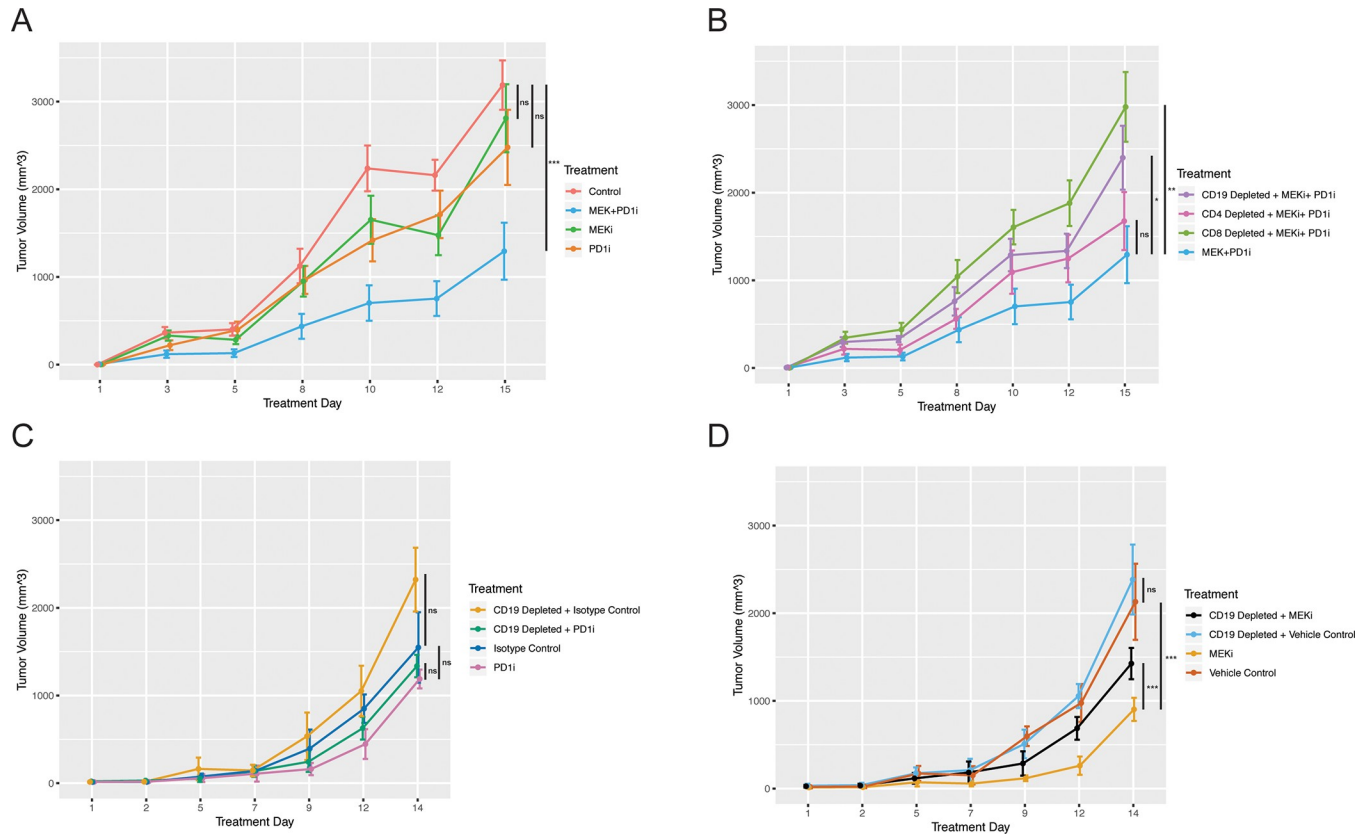 A
Tumor Volume (mm^3)
3000
2000
1000
0
1 3 5 8 10 12 15
Treatment Day
ns
ns
***
Treatment
Control
MEK+PD1i
MEKi
PD1i
B
Tumor Volume (mm^3)
3000
2000
1000
0
1 3 5 8 10 12 15
Treatment Day
ns
*
**
Treatment
CD19 Depleted + MEKi+ PD1i
CD4 Depleted + MEKi+ PD1i
CD8 Depleted + MEKi+ PD1i
MEK+PD1i
C
Tumor Volume (mm^3)
3000
2000
1000
0
1 2 5 7 9 12 14
Treatment Day
ns
ns
ns
Treatment
CD19 Depleted + Isotype Control
CD19 Depleted + PD1i
Isotype Control
PD1i
D
Tumor Volume (mm^3)
3000
2000
1000
0
1 2 5 7 9 12 14
Treatment Day
ns
***
***
Treatment
CD19 Depleted + MEKi
CD19 Depleted + Vehicle Control
MEKi
Vehicle Control